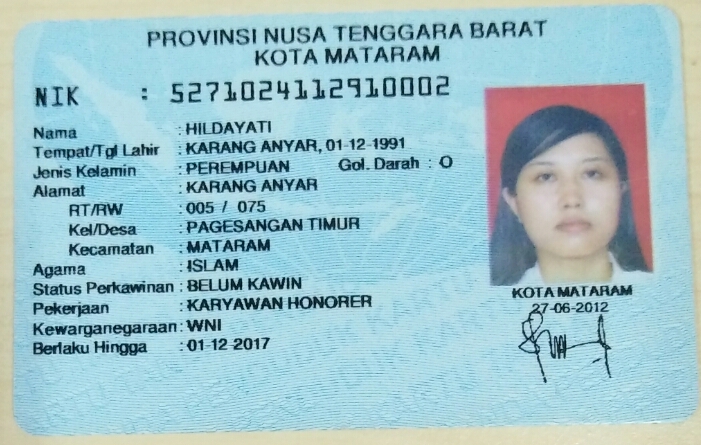 PROVINSI NUSA TENGGARA BARAT
KOTA MATARAM
NIK : 5271024112910002
Nama : HILDAYATI
Tempat/Tgl Lahir : KARANG ANYAR, 01-12-1991
Jenis Kelamin : PEREMPUAN Gol. Darah : O
Alamat : KARANG ANYAR
RT/RW : 005 / 075
Kel/Desa : PAGESANGAN TIMUR
Kecamatan : MATARAM
Agama : ISLAM
Status Perkawinan : BELUM KAWIN
Pekerjaan : KARYAWAN HONORER
Kewarganegaraan : WNI
Berlaku Hingga : 01-12-2017
KOTA MATARAM
27-06-2012